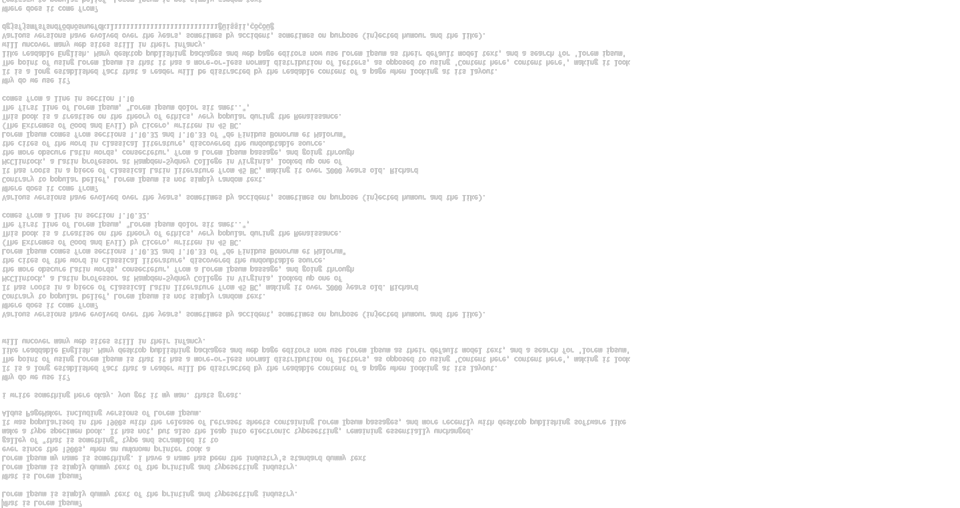 What is Lorem Ipsum?
Lorem Ipsum is simply dummy text of the printing and typesetting industry.
What is Lorem Ipsum?
Lorem Ipsum is simply dummy text of the printing and typesetting industry.
Lorem Ipsum my name is something. i have a name has been the industry's standard dummy text
ever since the 1500s, when an unknown printer took a
galley of "that is something" type and scrambled it to
make a type specimen book. It has not, but also the leap into electronic typesetting, remaining essentially unchanged.
It was popularised in the 1960s with the release of Letraset sheets containing Lorem Ipsum passages, and more recently with desktop publishing software like
Aldus PageMaker including versions of Lorem Ipsum.
i write something here okay. you get it my man. thats great.
Why do we use it?
It is a long established fact that a reader will be distracted by the readable content of a page when looking at its layout.
The point of using Lorem Ipsum is that it has a more-or-less normal distribution of letters, as opposed to using 'Content here, content here', making it look
like readable English. Many desktop publishing packages and web page editors now use Lorem Ipsum as their default model text, and a search for 'lorem ipsum'
will uncover many web sites still in their infancy.
Various versions have evolved over the years, sometimes by accident, sometimes on purpose (injected humour and the like).
Where does it come from?
Contrary to popular belief, Lorem Ipsum is not simply random text.
It has roots in a piece of classical Latin literature from 45 BC, making it over 2000 years old. Richard
McClintock, a Latin professor at Hampden-Sydney College in Virginia, looked up one of
the more obscure Latin words, consectetur, from a Lorem Ipsum passage, and going through
the cites of the word in classical literature, discovered the undoubtable source.
Lorem Ipsum comes from sections 1.10.32 and 1.10.33 of "de Finibus Bonorum et Malorum"
(The Extremes of Good and Evil) by Cicero, written in 45 BC.
This book is a treatise on the theory of ethics, very popular during the Renaissance.
The first line of Lorem Ipsum, "Lorem ipsum dolor sit amet..",
comes from a line in section 1.10.32.
Various versions have evolved over the years, sometimes by accident, sometimes on purpose (injected humour and the like).
Where does it come from?
Contrary to popular belief, Lorem Ipsum is not simply random text.
It has roots in a piece of classical Latin literature from 45 BC, making it over 2000 years old. Richard
McClintock, a Latin professor at Hampden-Sydney College in Virginia, looked up one of
the more obscure Latin words, consectetur, from a Lorem Ipsum passage, and going through
the cites of the word in classical literature, discovered the undoubtable source.
Lorem Ipsum comes from sections 1.10.32 and 1.10.33 of "de Finibus Bonorum et Malorum"
(The Extremes of Good and Evil) by Cicero, written in 45 BC.
This book is a treatise on the theory of ethics, very popular during the Renaissance.
The first line of Lorem Ipsum, "Lorem ipsum dolor sit amet..",
comes from a line in section 1.10
Why do we use it?
It is a long established fact that a reader will be distracted by the readable content of a page when looking at its layout.
The point of using Lorem Ipsum is that it has a more-or-less normal distribution of letters, as opposed to using 'Content here, content here', making it look
like readable English. Many desktop publishing packages and web page editors now use Lorem Ipsum as their default model text, and a search for 'lorem ipsum'
will uncover many web sites still in their infancy.
Various versions have evolved over the years, sometimes by accident, sometimes on purpose (injected humour and the like).
Where does it come from?